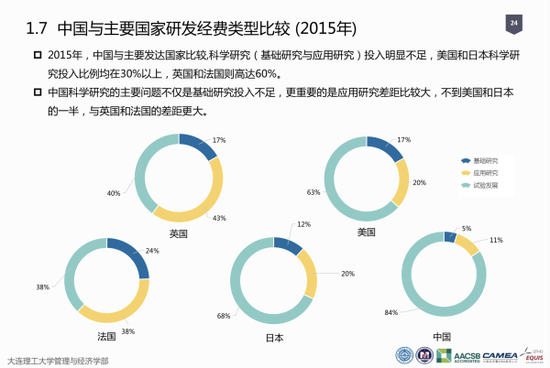 1.7 中国与主要国家研发经费类型比较 (2015年)
24
2015年，中国与主要发达国家比较,科学研究（基础研究与应用研究）投入明显不足，美国和日本科学研
究投入比例均在30%以上，英国和法国则高达60%。
中国科学研究的主要问题不仅是基础研究投入不足，更重要的是应用研究差距比较大，不到美国和日本
的一半，与英国和法国的差距更大。
17%
40%
43%
英国
17%
63%
20%
美国
基础研究
应用研究
试验发展
24%
38%
38%
法国
12%
20%
68%
日本
5%
11%
84%
中国
大连理工大学管理与经济学部
AACSB
ACCREDITED
CAMEA
EFMD
EQUIS
ACCREDITED